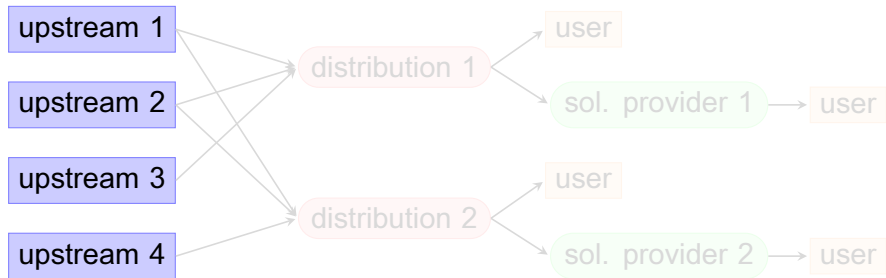 upstream 1
upstream 2
upstream 3
upstream 4
distribution 1
distribution 2
user
sol. provider 1
user
user
sol. provider 2
user